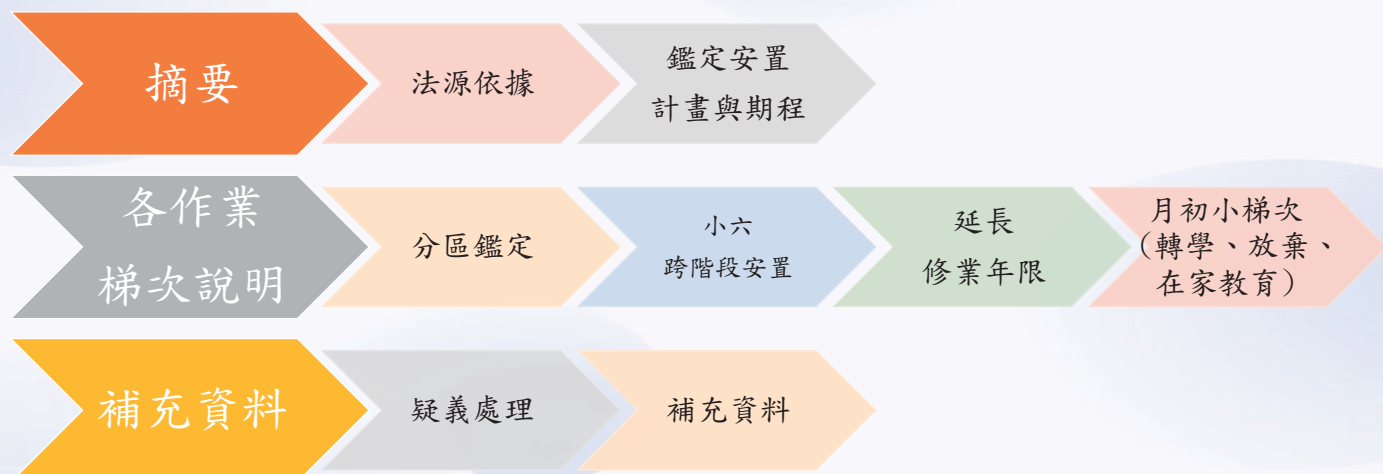 摘要
法源依據
鑑定安置
計畫與期程
各作業
梯次說明
分區鑑定
小六
跨階段安置
延長
修業年限
月初小梯次
(轉學、放棄、
在家教育)
補充資料
疑義處理
補充資料